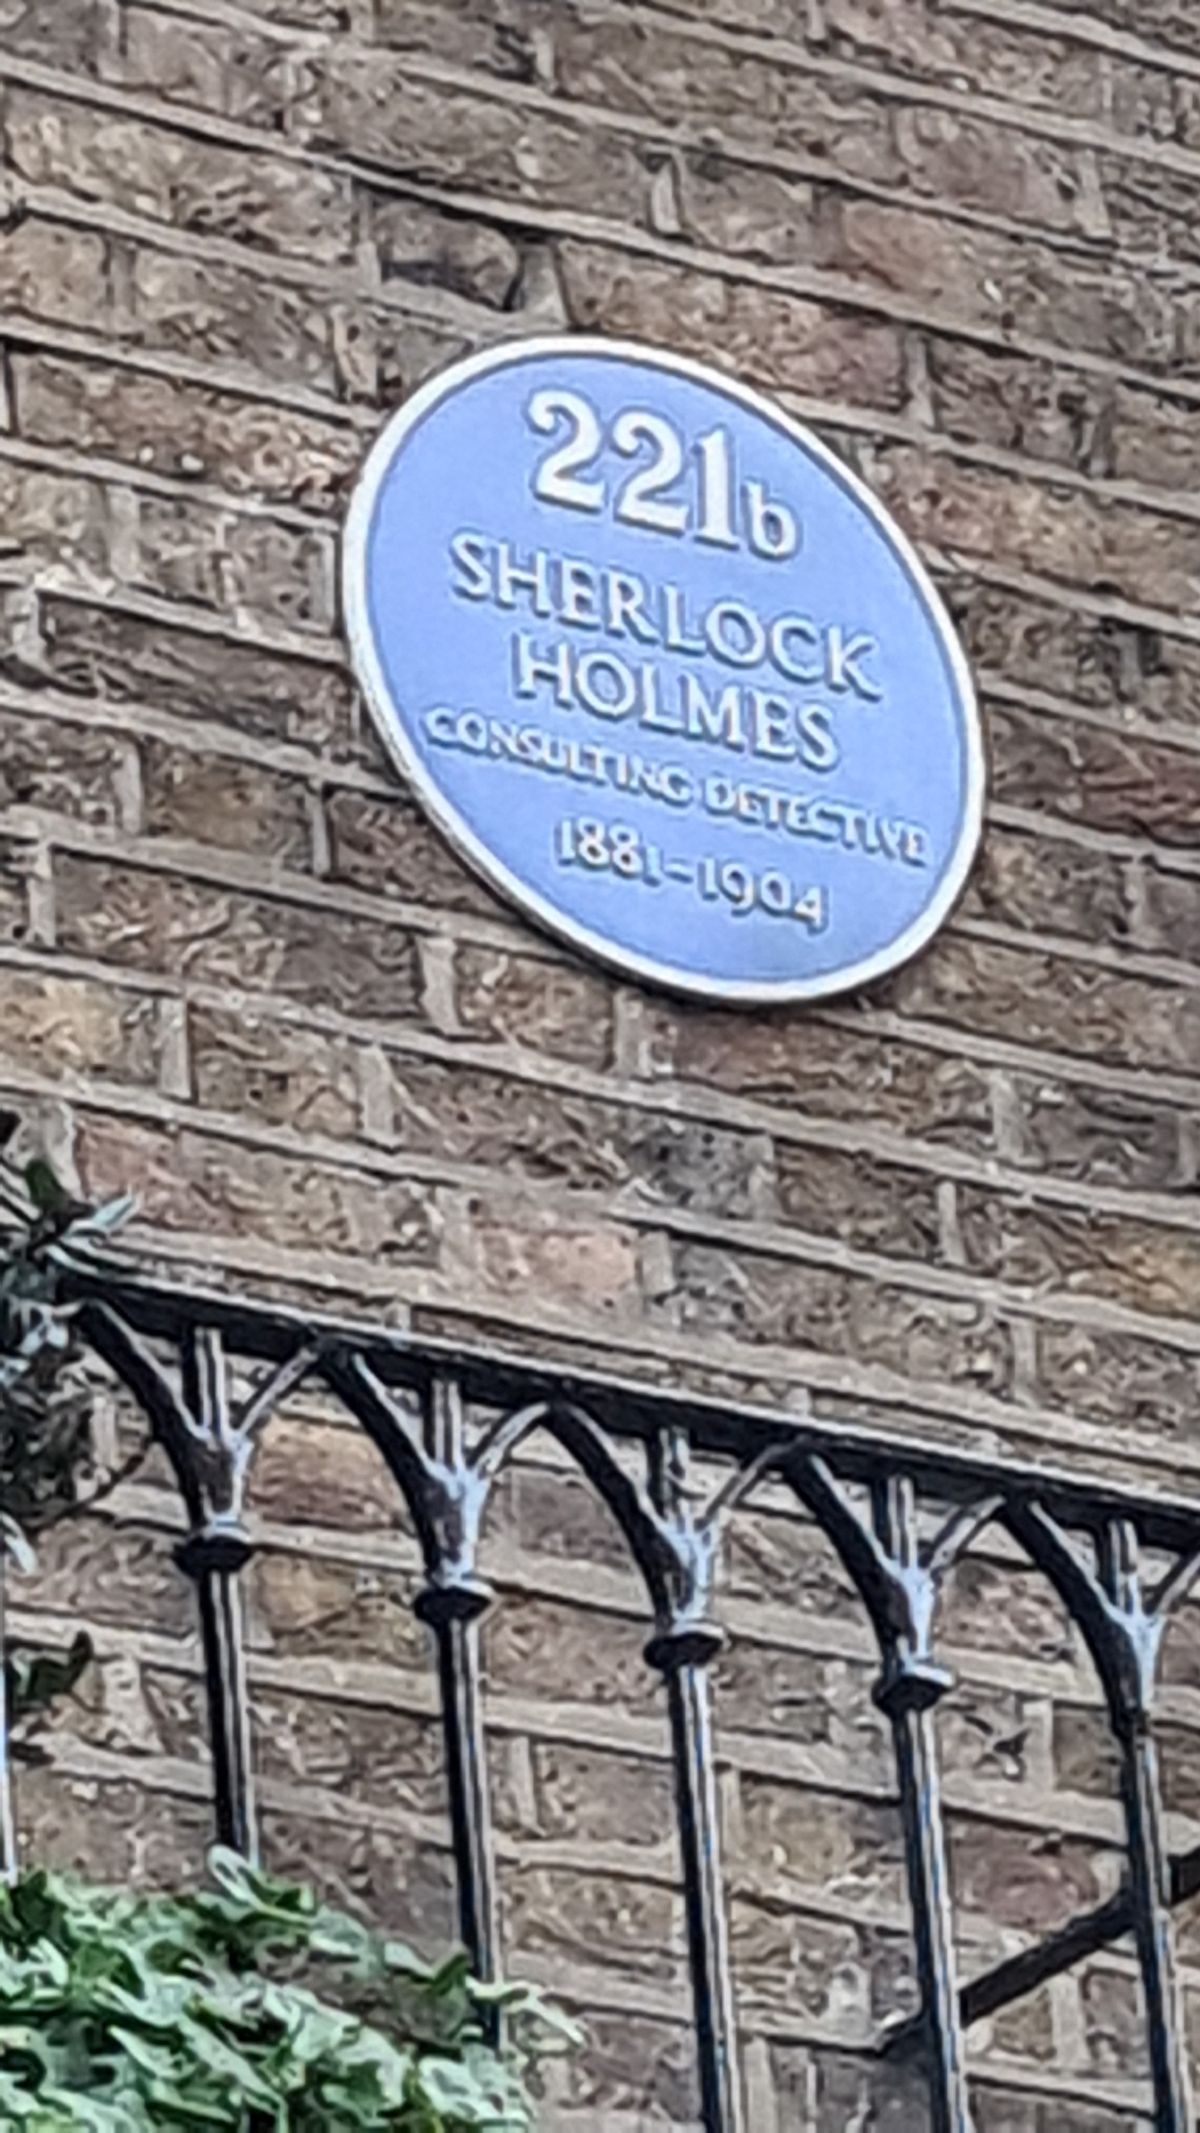 221b
SHERLOCK
HOLMES
CONSULTING DETECTIVE
1881-1904